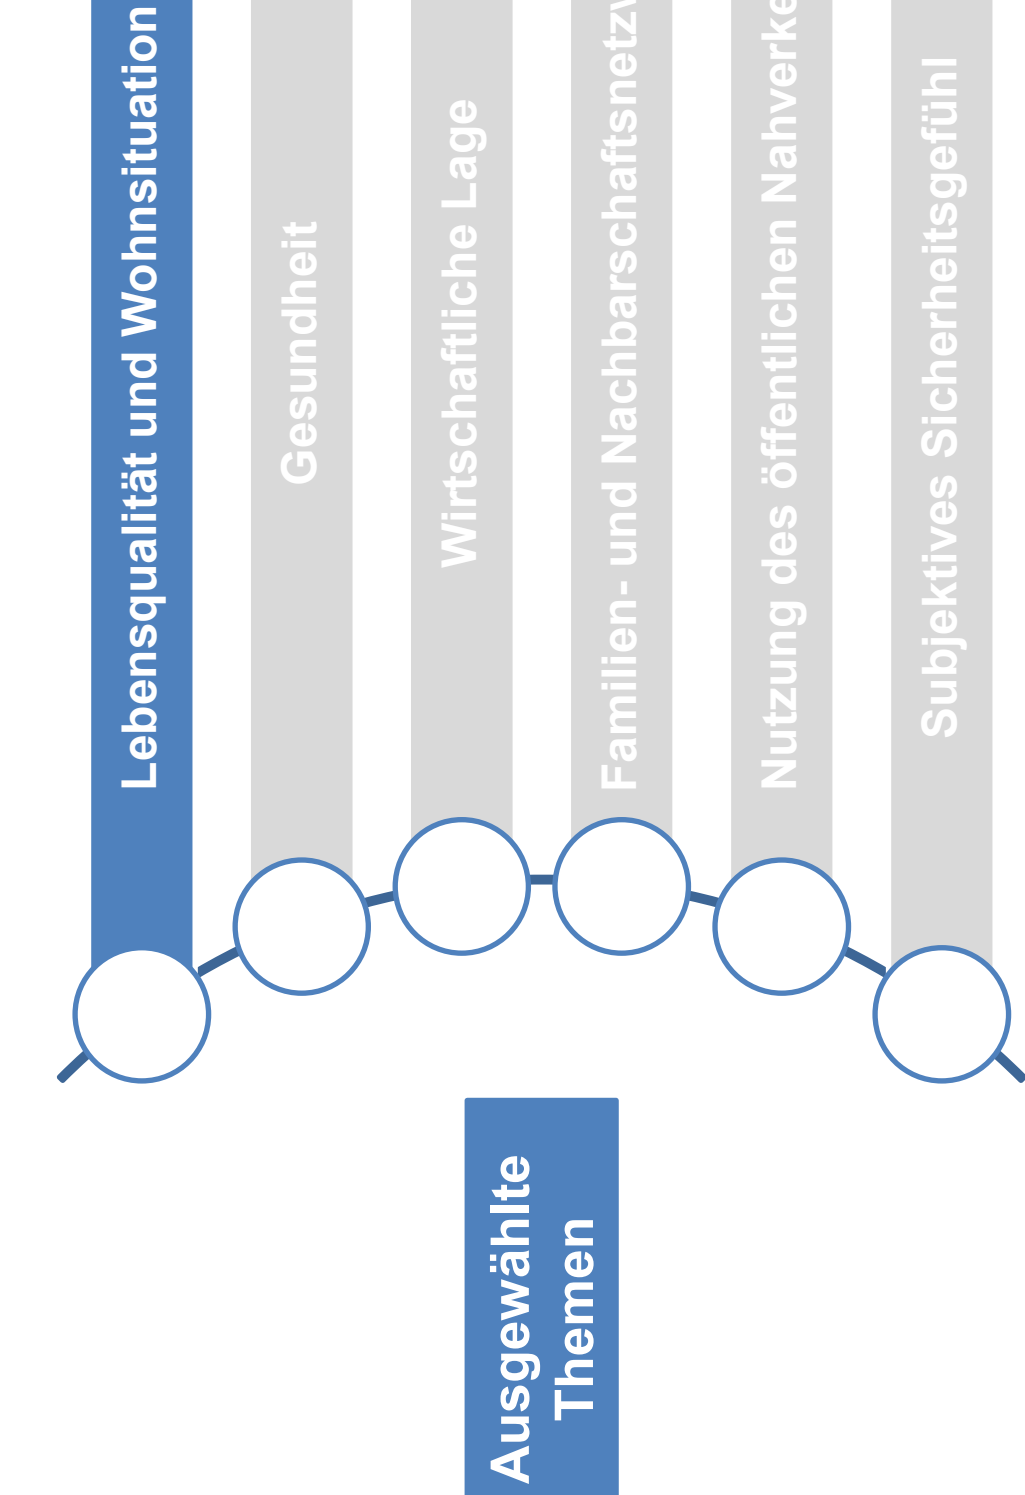 Lebensqualität und Wohnsituation
Gesundheit
Wirtschaftliche Lage
Familien- und
Nutzung des öffentlichen
Subjektives Sicherheitsgefühl
Ausgewählte
Themen